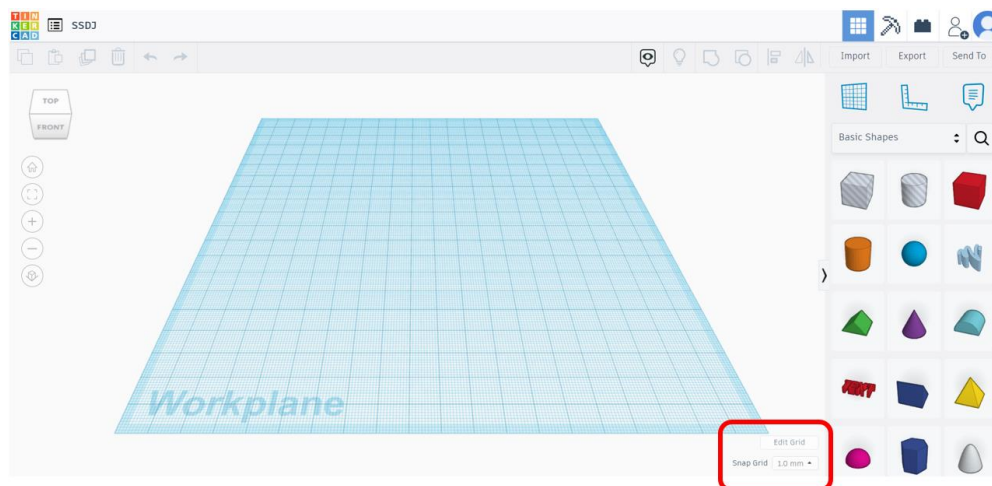 TIN
KER
CAD
SSDJ
Import Export Send To
TOP
FRONT
Basic Shapes
TEXT
Workplane
Edit Grid
Snap Grid 1.0 mm